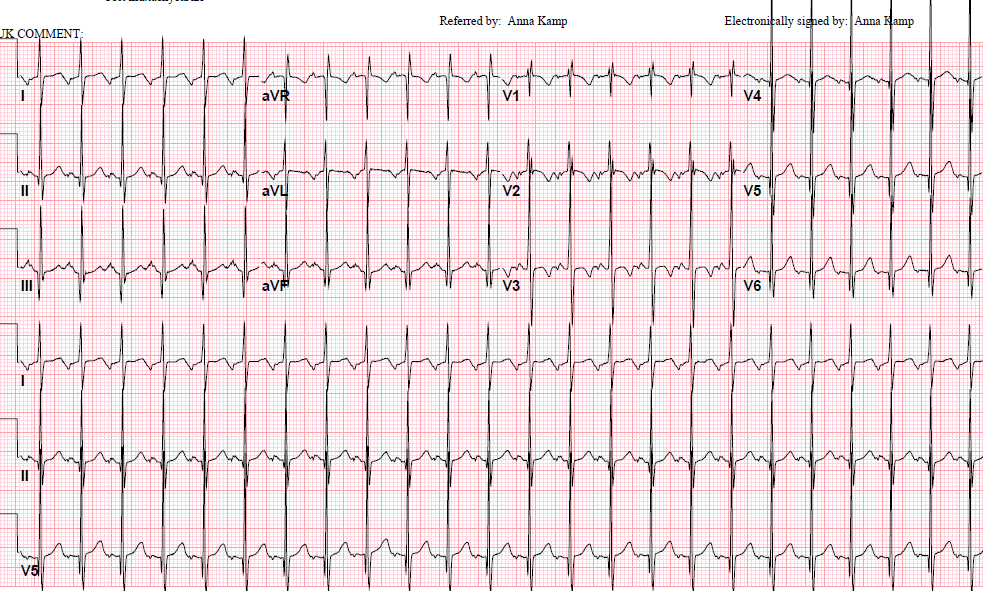 Referred by: Anna Kamp Electronically signed by: Anna Kamp
UK COMMENT:
I aVR V1 V4
II aVL V2 V5
III aVF V3 V6
I
II
V5